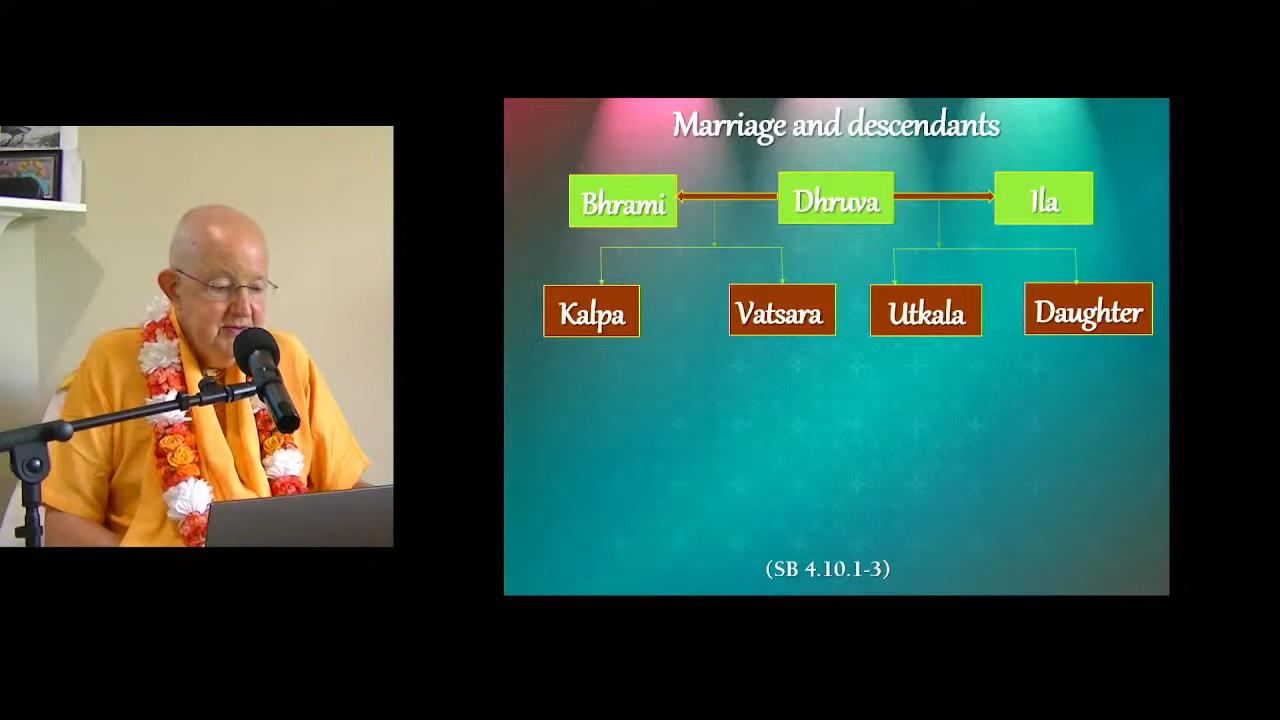 Marriage and descendants
Bhrami
Dhruva
Ila
Kalpa
Vatsara
Utkala
Daughter
(SB 4.10.1-3)